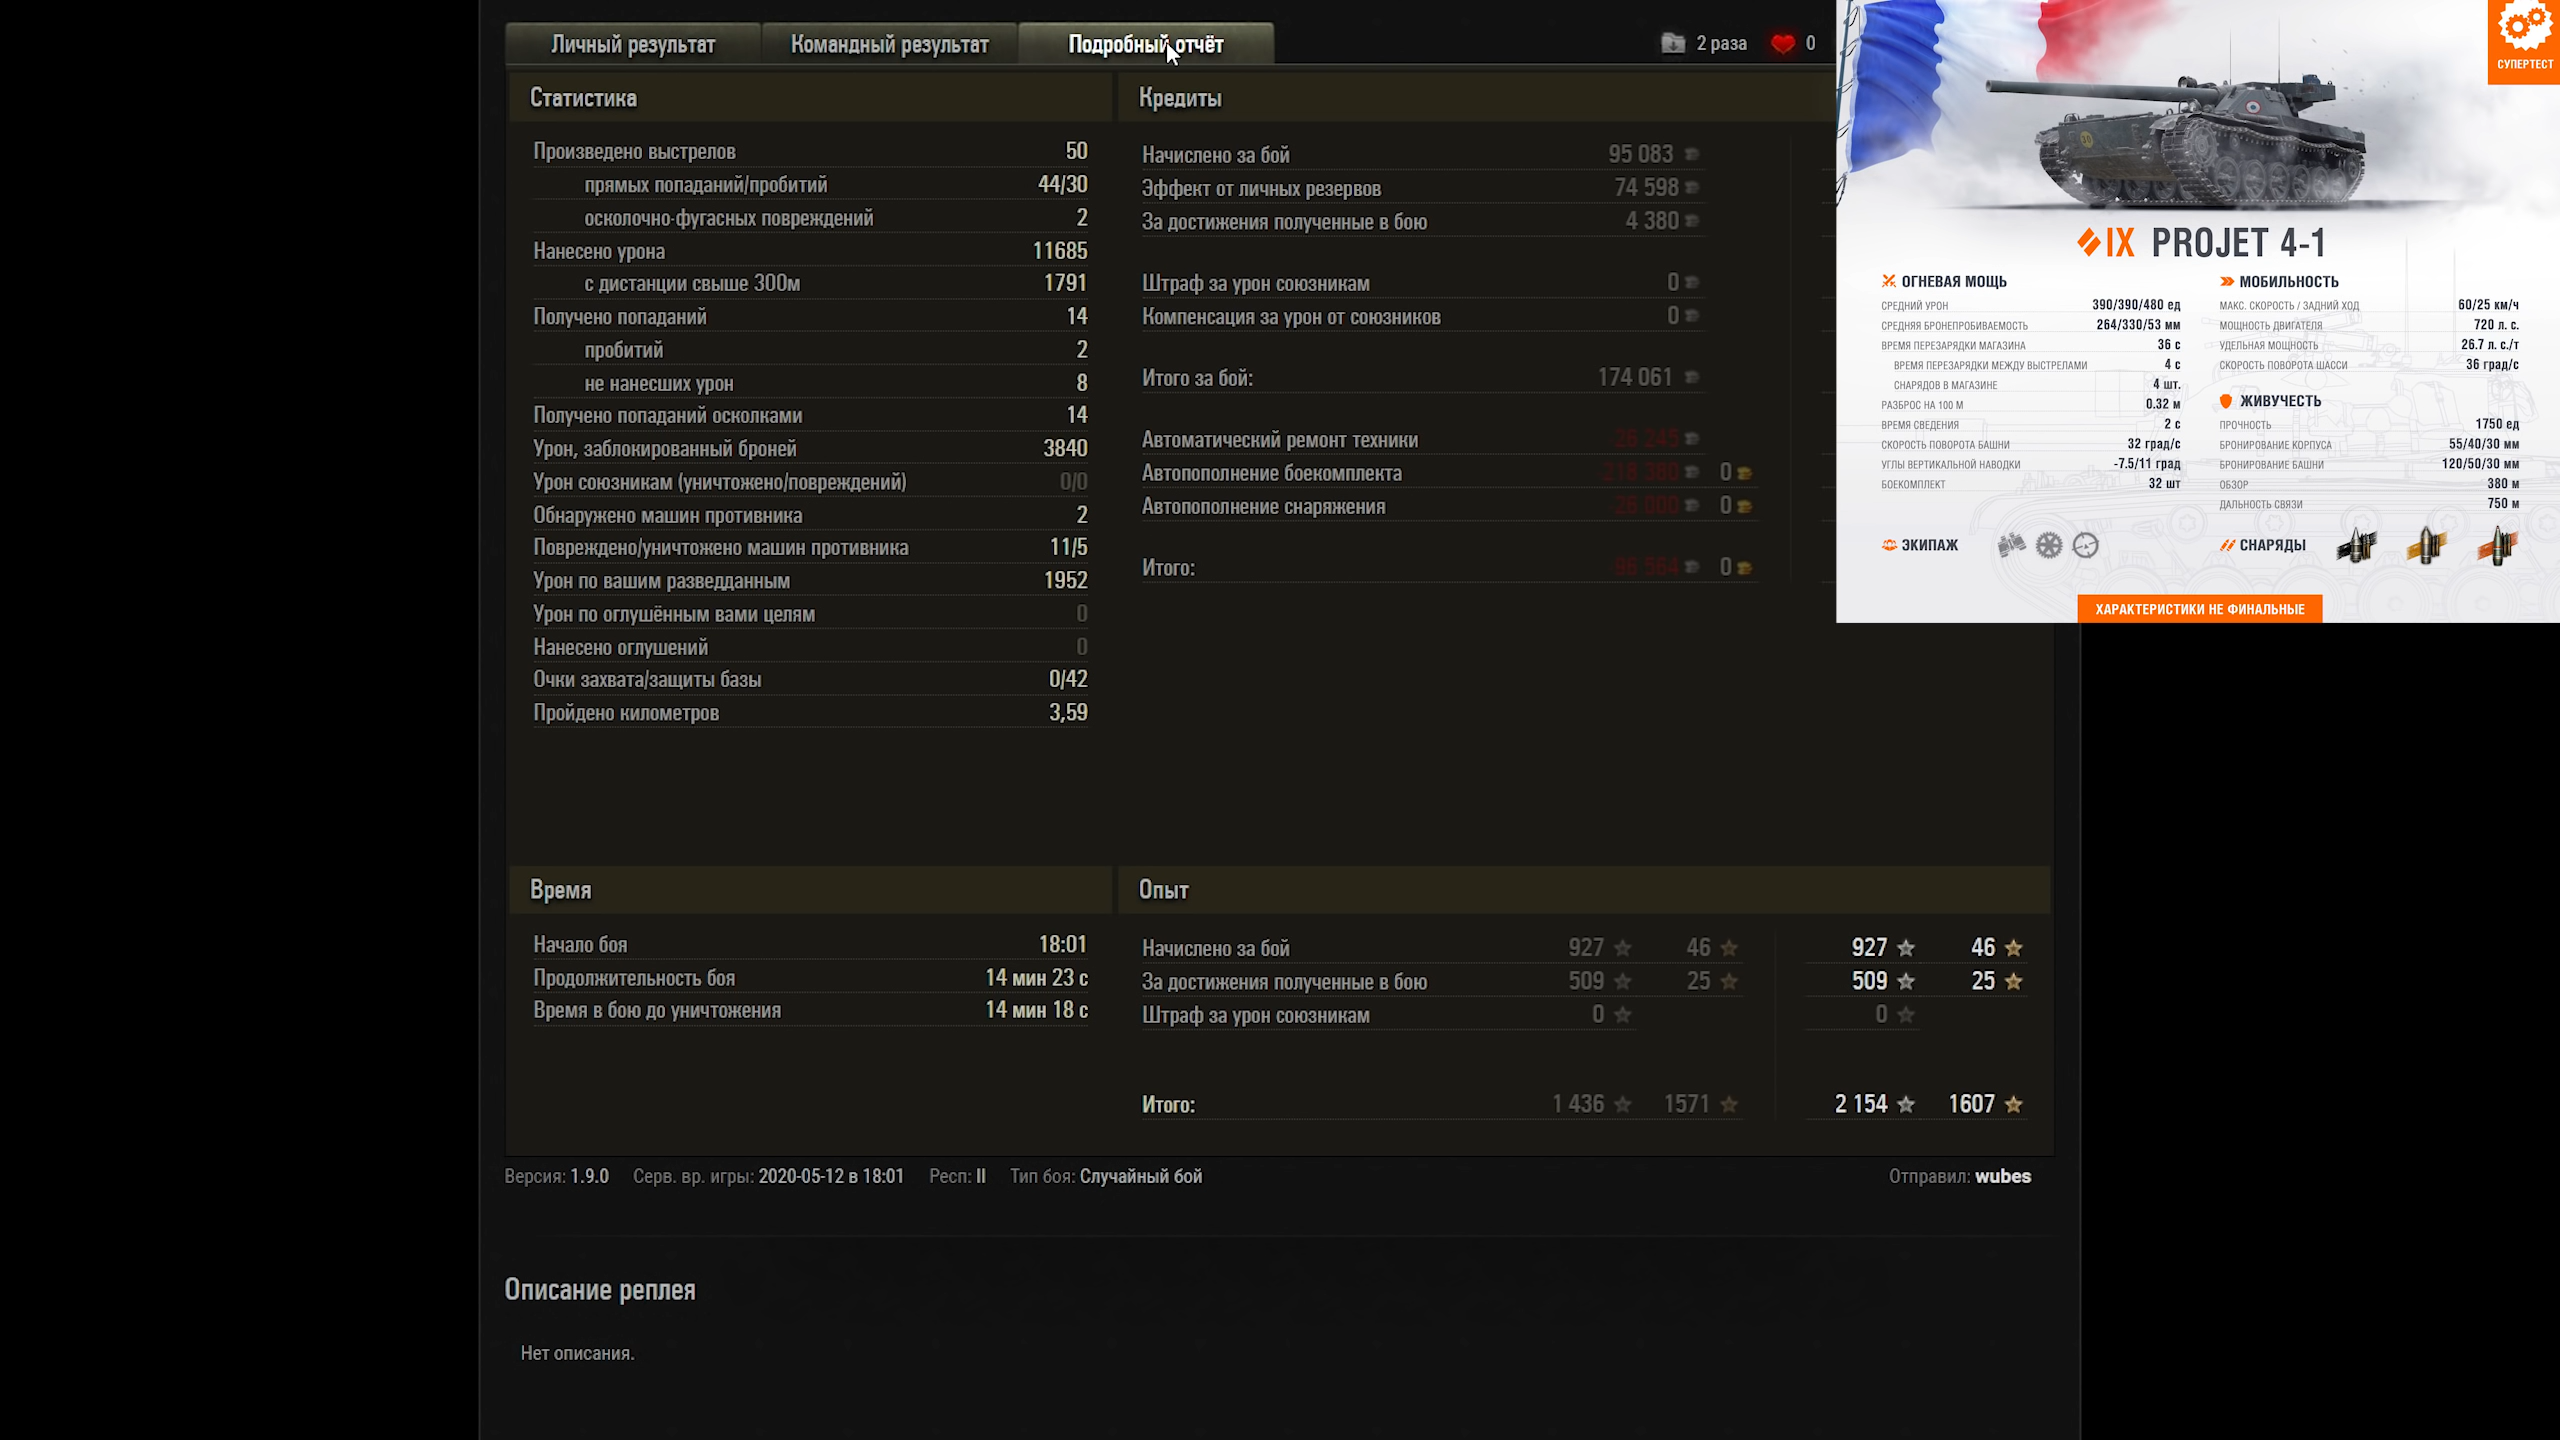 Личный результат
Командный результат
Подробный отчёт
2 раза
0
Статистика
Произведено выстрелов 50
прямых попаданий/пробитий 44/30
осколочно-фугасных повреждений 2
Нанесено урона 11685
с дистанции свыше 300м 1791
Получено попаданий 14
пробитий 2
не нанесших урон 8
Получено попаданий осколками 14
Урон, заблокированный броней 3840
Урон союзникам (уничтожено/повреждений) 0/0
Обнаружено машин противника 2
Повреждено/уничтожено машин противника 11/5
Урон по вашим разведданным 1952
Урон по оглушённым вами целям 0
Нанесено оглушений 0
Очки захвата/защиты базы 0/42
Пройдено километров 3,59
Кредиты
Начислено за бой 95 083
Эффект от личных резервов 74 598
За достижения полученные в бою 4 380
Штраф за урон союзникам 0
Компенсация за урон от союзников 0
Итого за бой: 174 061
Автоматический ремонт техники -26 245
Автопополнение боекомплекта -218 380 0
Автопополнение снаряжения -26 000 0
Итого: -96 564 0
СУПЕРТЕСТ
IX PROJET 4-1
ОГНЕВАЯ МОЩЬ
СРЕДНИЙ УРОН 390/390/480 ед
СРЕДНЯЯ БРОНЕПРОБИВАЕМОСТЬ 264/330/53 мм
ВРЕМЯ ПЕРЕЗАРЯДКИ МАГАЗИНА 36 с
ВРЕМЯ ПЕРЕЗАРЯДКИ МЕЖДУ ВЫСТРЕЛАМИ 4 с
СНАРЯДОВ В МАГАЗИНЕ 4 шт.
РАЗБРОС НА 100 М 0.32 м
ВРЕМЯ СВЕДЕНИЯ 2 с
СКОРОСТЬ ПОВОРОТА БАШНИ 32 град/с
УГЛЫ ВЕРТИКАЛЬНОЙ НАВОДКИ -7.5/11 град
БОЕКОМПЛЕКТ 32 шт
ЭКИПАЖ
МОБИЛЬНОСТЬ
МАКС. СКОРОСТЬ / ЗАДНИЙ ХОД 60/25 км/ч
МОЩНОСТЬ ДВИГАТЕЛЯ 720 л. с.
УДЕЛЬНАЯ МОЩНОСТЬ 26.7 л. с./т
СКОРОСТЬ ПОВОРОТА ШАССИ 36 град/с
ЖИВУЧЕСТЬ
ПРОЧНОСТЬ 1750 ед
БРОНИРОВАНИЕ КОРПУСА 55/40/30 мм
БРОНИРОВАНИЕ БАШНИ 120/50/30 мм
ОБЗОР 380 м
ДАЛЬНОСТЬ СВЯЗИ 750 м
СНАРЯДЫ
ХАРАКТЕРИСТИКИ НЕ ФИНАЛЬНЫЕ
Время
Начало боя 18:01
Продолжительность боя 14 мин 23 с
Время в бою до уничтожения 14 мин 18 с
Опыт
Начислено за бой 927 46 927 46
За достижения полученные в бою 509 25 509 25
Штраф за урон союзникам 0 0
Итого: 1 436 1571 2 154 1607
Версия: 1.9.0 Серв. вр. игры: 2020-05-12 в 18:01 Респ: II Тип боя: Случайный бой
Отправил: wubes
Описание реплея
Нет описания.